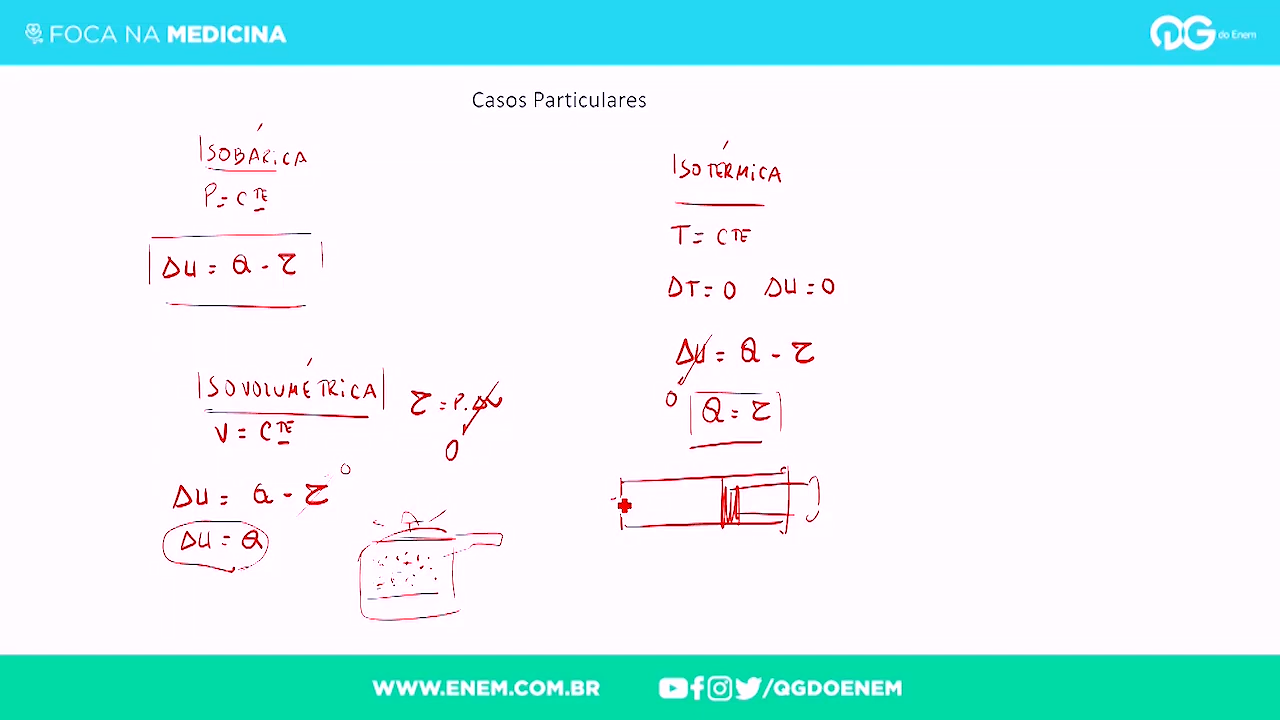 FOCA NA MEDICINA
QG do Enem
Casos Particulares
ISOBÁRICA
P = CTE
ΔU = Q - τ
ISOVOLUMÉTRICA
V = CTE
τ = P.Δv
0
ΔU = Q - τ 0
ΔU = Q
ISOTÉRMICA
T = CTE
ΔT = 0 ΔU = 0
ΔU = Q - τ
0
Q = τ
WWW.ENEM.COM.BR
/QGDOENEM